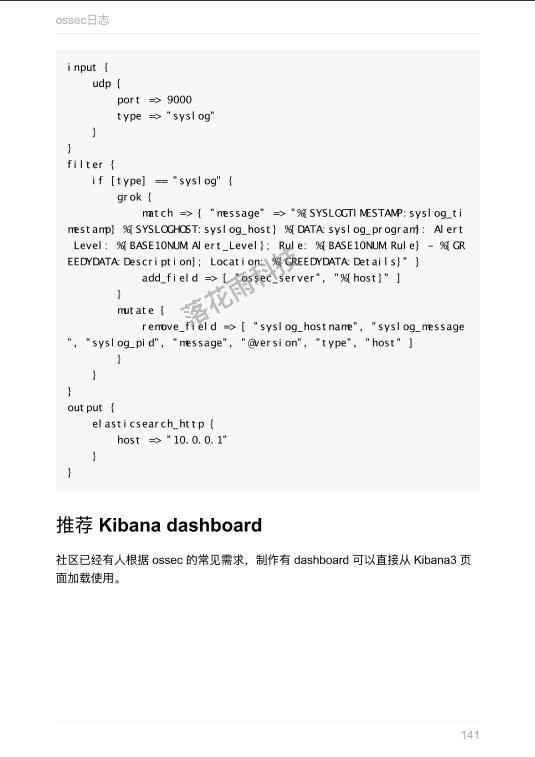 ossec日志
input {
    udp {
        port => 9000
        type => "syslog"
    }
}
filter {
    if [type] == "syslog" {
        grok {
            match => { "message" => "%{SYSLOGTIMESTAMP:syslog_ti
mestamp} %{SYSLOGHOST:syslog_host} %{DATA:syslog_program}: Alert
 Level: %{BASE10NUM:Alert_Level}; Rule: %{BASE10NUM:Rule} - %{GR
EEDYDATA:Description}; Location: %{GREEDYDATA:Details}" }
            add_field => [ "ossec_server", "%{host}" ]
        }
        mutate {
            remove_field => [ "syslog_hostname", "syslog_message
", "syslog_pid", "message", "@version", "type", "host" ]
        }
    }
}
output {
    elasticsearch_http {
        host => "10.0.0.1"
    }
}
落花雨科技
推荐 Kibana dashboard
社区已经有人根据 ossec 的常见需求，制作有 dashboard 可以直接从 Kibana3 页
面加载使用。
141